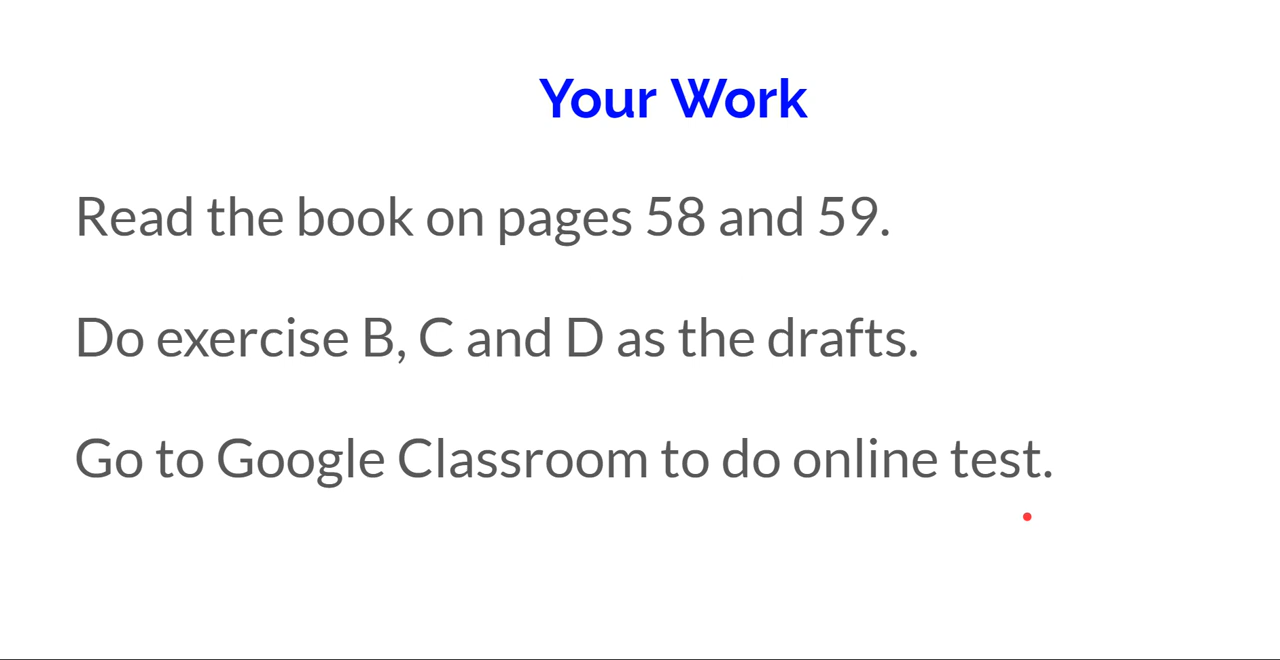 Your Work
Read the book on pages 58 and 59.
Do exercise B, C and D as the drafts.
Go to Google Classroom to do online test.